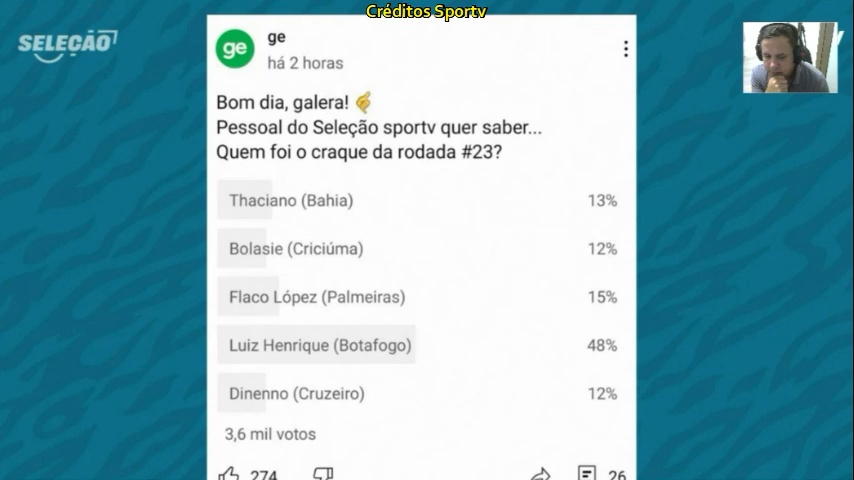 Créditos Sportv
SELEÇÃO
ge
ge
há 2 horas
Bom dia, galera!
Pessoal do Seleção sportv quer saber...
Quem foi o craque da rodada #23?
Thaciano (Bahia) 13%
Bolasie (Criciúma) 12%
Flaco López (Palmeiras) 15%
Luiz Henrique (Botafogo) 48%
Dinenno (Cruzeiro) 12%
3,6 mil votos
274 26